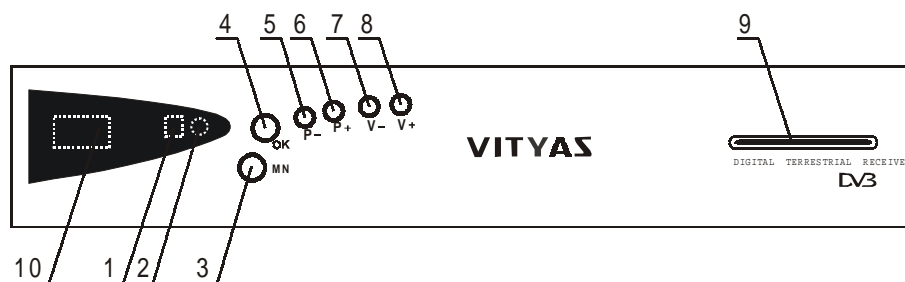 4 5 6 7 8 9
OK P- P+ V- V+
MN
VITYAZ
DIGITAL TERRESTRIAL RECEIVE
DVB
10 1 2 3